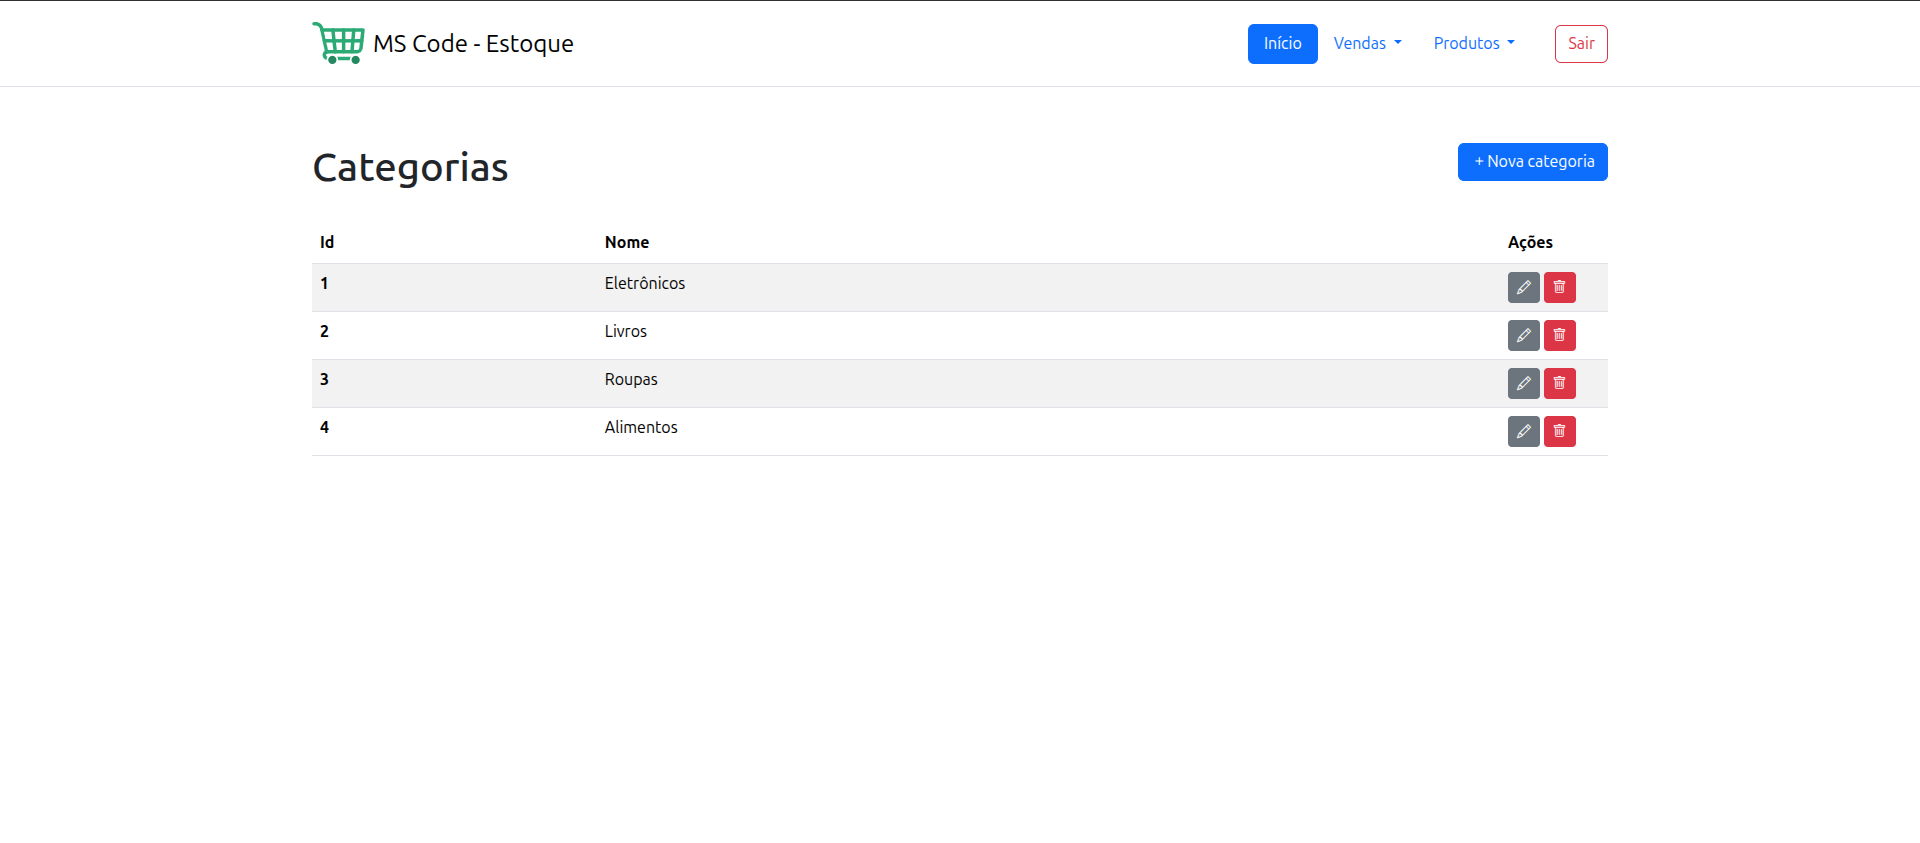 MS Code - Estoque
Início Vendas Produtos Sair
Categorias
+ Nova categoria
Id Nome Ações
1 Eletrônicos
2 Livros
3 Roupas
4 Alimentos